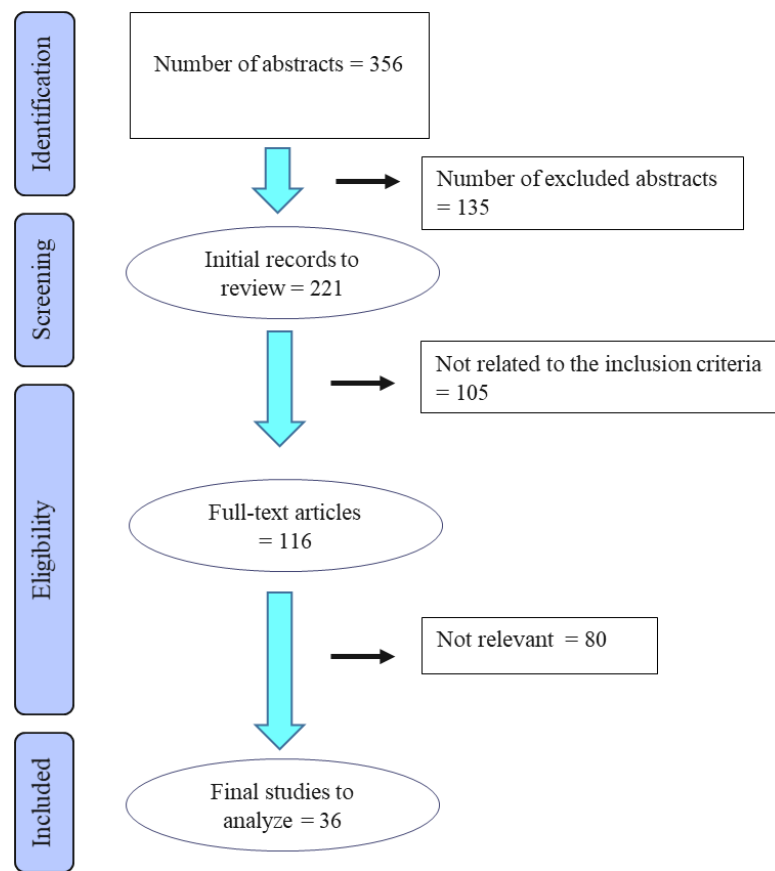 Identification
Number of abstracts = 356
Number of excluded abstracts
= 135
Screening
Initial records to
review = 221
Not related to the inclusion criteria
= 105
Eligibility
Full-text articles
= 116
Not relevant = 80
Included
Final studies to
analyze = 36